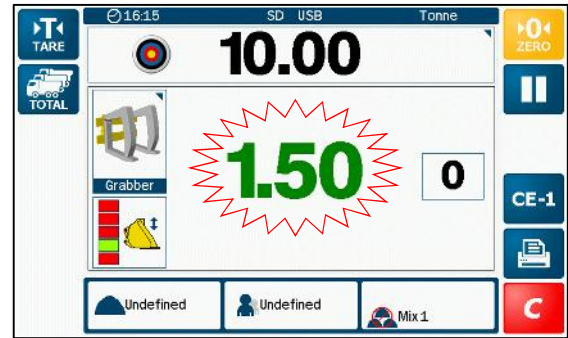 16:15 SD USB Tonne
T
TARE
10.00
0
ZERO
TOTAL
Grabber
1.50
0
CE-1
Undefined
Undefined
Mix 1
C